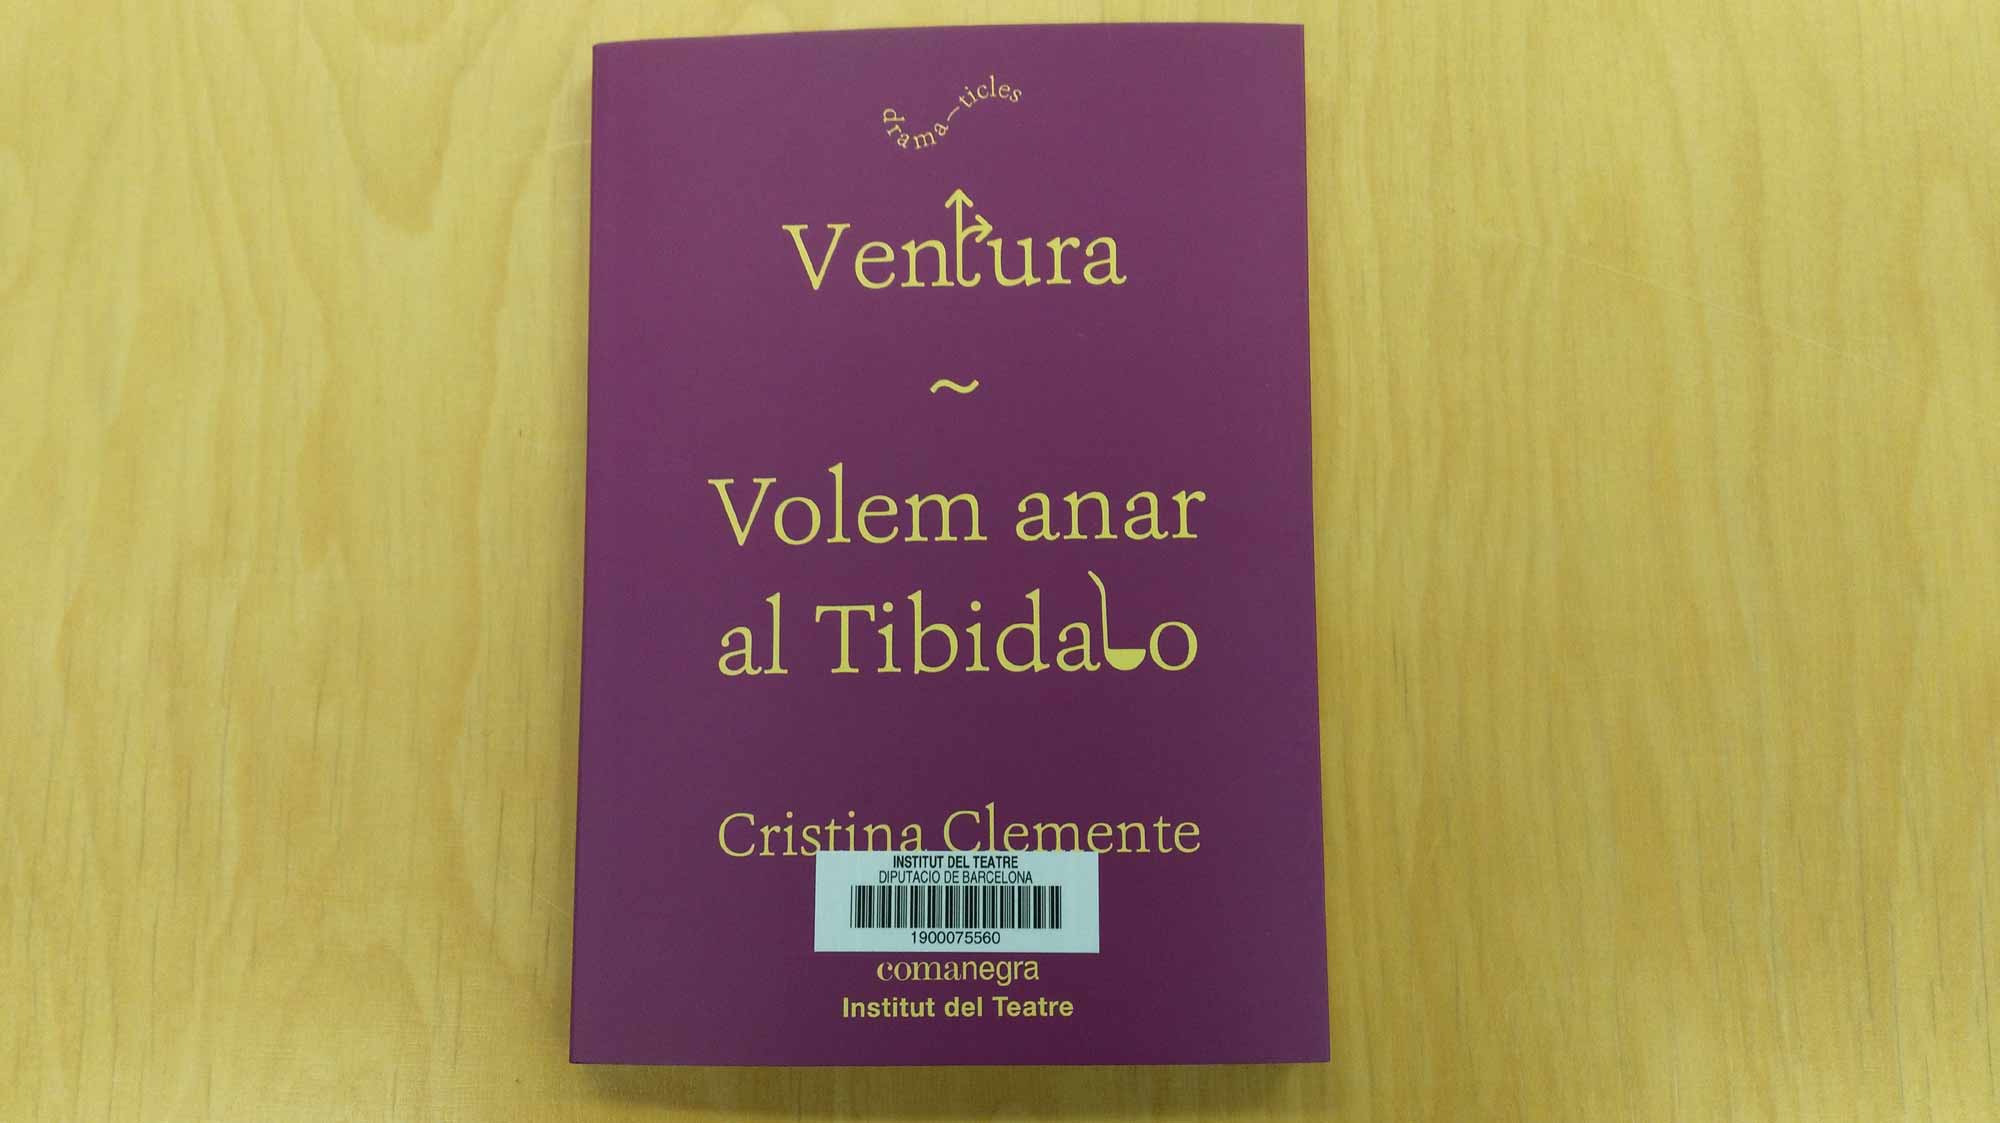 drama—ticles
Ventura
~
Volem anar
al Tibidabo
Cristina Clemente
INSTITUT DEL TEATRE
DIPUTACIO DE BARCELONA
1900075560
comanegra
Institut del Teatre